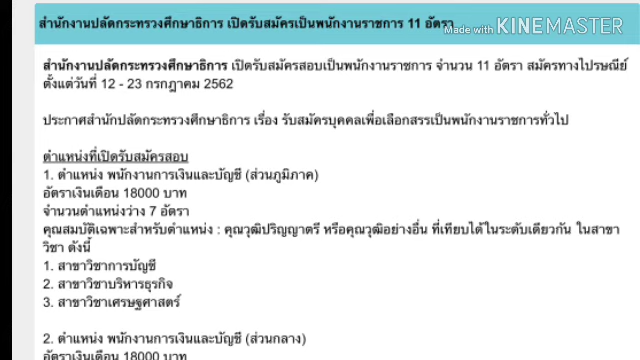 สำนักงานปลัดกระทรวงศึกษาธิการ เปิดรับสมัครเป็นพนักงานราชการ 11 อัตรา
Made with KINEMASTER
สำนักงานปลัดกระทรวงศึกษาธิการ เปิดรับสมัครสอบเป็นพนักงานราชการ จำนวน 11 อัตรา สมัครทางไปรษณีย์
ตั้งแต่วันที่ 12 - 23 กรกฎาคม 2562
ประกาศสำนักปลัดกระทรวงศึกษาธิการ เรื่อง รับสมัครบุคคลเพื่อเลือกสรรเป็นพนักงานราชการทั่วไป
ตำแหน่งที่เปิดรับสมัครสอบ
1. ตำแหน่ง พนักงานการเงินและบัญชี (ส่วนภูมิภาค)
อัตราเงินเดือน 18000 บาท
จำนวนตำแหน่งว่าง 7 อัตรา
คุณสมบัติเฉพาะสำหรับตำแหน่ง : คุณวุฒิปริญญาตรี หรือคุณวุฒิอย่างอื่น ที่เทียบได้ในระดับเดียวกัน ในสาขา
วิชา ดังนี้
1. สาขาวิชาการบัญชี
2. สาขาวิชาบริหารธุรกิจ
3. สาขาวิชาเศรษฐศาสตร์
2. ตำแหน่ง พนักงานการเงินและบัญชี (ส่วนกลาง)
อัตราเงินเดือน 18000 บาท